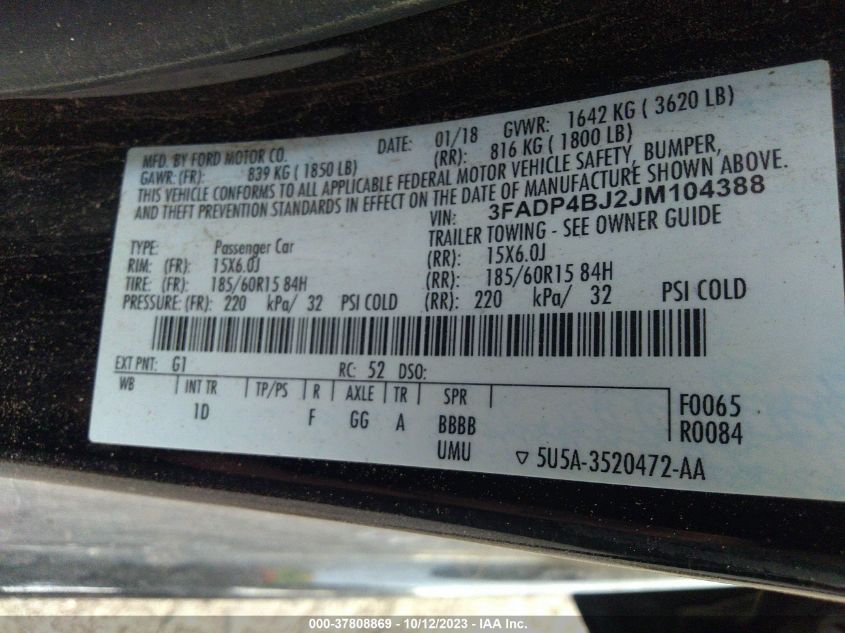 MFD. BY FORD MOTOR CO. DATE: 01/18 GVWR: 1642 KG ( 3620 LB)
GAWR: (FR): 839 KG ( 1850 LB) (RR): 816 KG ( 1800 LB)
THIS VEHICLE CONFORMS TO ALL APPLICABLE FEDERAL MOTOR VEHICLE SAFETY, BUMPER,
AND THEFT PREVENTION STANDARDS IN EFFECT ON THE DATE OF MANUFACTURE SHOWN ABOVE.
VIN: 3FADP4BJ2JM104388
TYPE: Passenger Car TRAILER TOWING - SEE OWNER GUIDE
RIM: (FR): 15X6.0J (RR): 15X6.0J
TIRE: (FR): 185/60R15 84H (RR): 185/60R15 84H
PRESSURE: (FR): 220 kPa/ 32 PSI COLD (RR): 220 kPa/ 32 PSI COLD
EXT PNT: G1 RC: 52 DSO:
WB INT TR TP/PS R AXLE TR SPR F0065
1D F GG A BBBB R0084
UMU ▽ 5U5A-3520472-AA
000-37808869 - 10/12/2023 - IAA Inc.